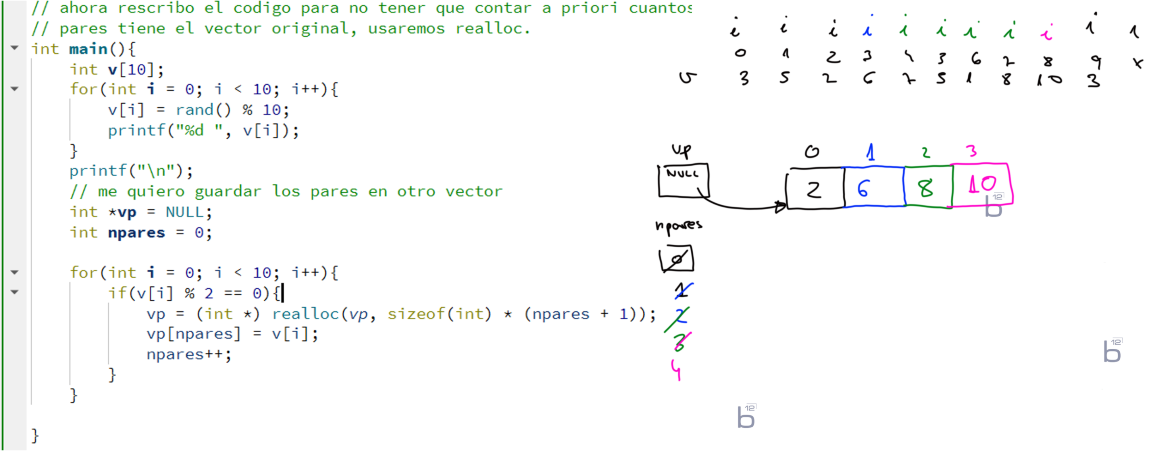 // ahora rescribo el codigo para no tener que contar a priori cuantos
// pares tiene el vector original, usaremos realloc.
int main(){
int v[10];
for(int i = 0; i < 10; i++){
v[i] = rand() % 10;
printf("%d ", v[i]);
}
printf("\n");
// me quiero guardar los pares en otro vector
int *vp = NULL;
int npares = 0;
for(int i = 0; i < 10; i++){
if(v[i] % 2 == 0){
vp = (int *) realloc(vp, sizeof(int) * (npares + 1));
vp[npares] = v[i];
npares++;
}
}
}
i i i i i i i i i i 1
0 1 2 3 4 5 6 7 8 9 x
v 3 5 2 6 7 5 1 8 10 3
vp 0 1 2 3
NULL 2 6 8 10
npares
0
1
2
3
4
b 12
b 12
b 12